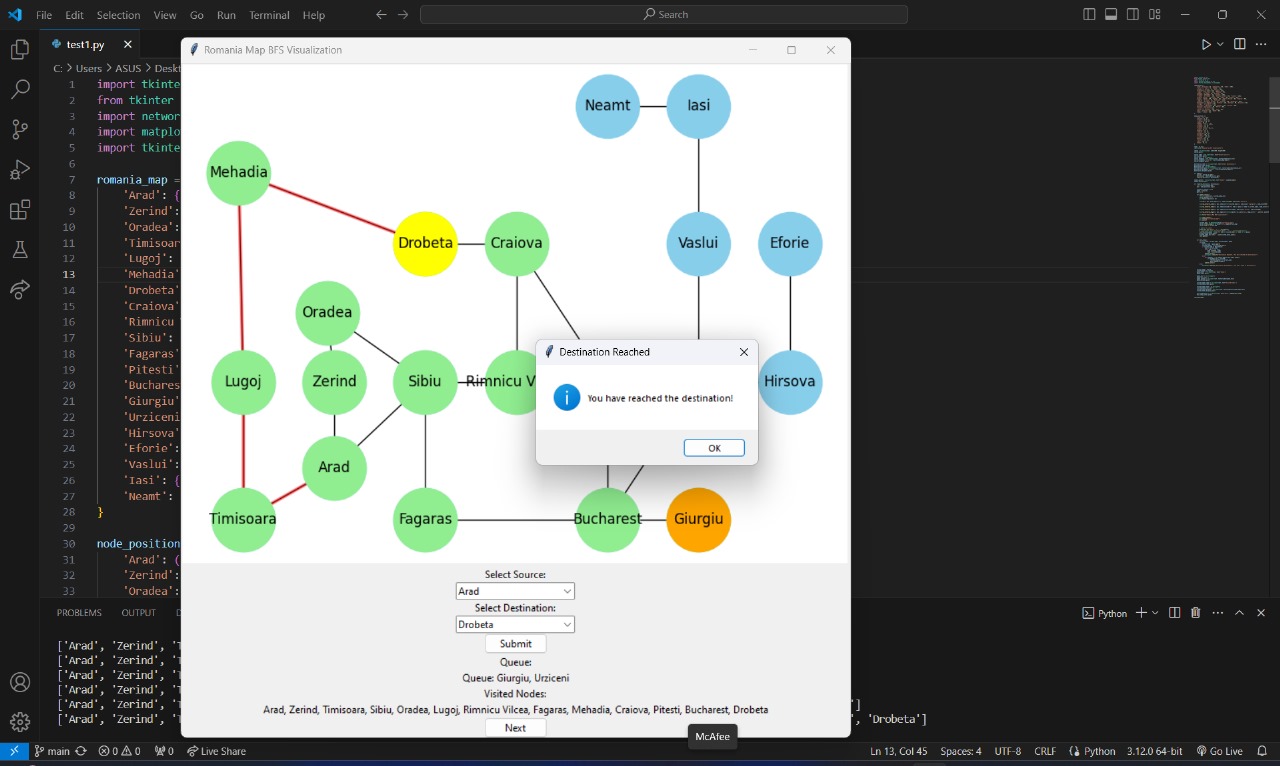 File Edit Selection View Go Run Terminal Help
Search
test1.py
C: > Users > ASUS > Deskt
Romania Map BFS Visualization
1 import tkinte
2 from tkinter
3 import networ
4 import matplo
5 import tkinte
6
7 romania_map =
8 'Arad': {
9 'Zerind':
10 'Oradea':
11 'Timisoar
12 'Lugoj':
13 'Mehadia'
14 'Drobeta'
15 'Craiova'
16 'Rimnicu
17 'Sibiu':
18 'Fagaras'
19 'Pitesti'
20 'Buchares
21 'Giurgiu'
22 'Urziceni
23 'Hirsova'
24 'Eforie':
25 'Vaslui':
26 'Iasi': {
27 'Neamt':
28 }
29
30 node_position
31 'Arad': (
32 'Zerind':
33 'Oradea':
Neamt Iasi
Mehadia
Drobeta Craiova Vaslui Eforie
Oradea
Lugoj Zerind Sibiu Rimnicu V Hirsova
Arad
Timisoara Fagaras Bucharest Giurgiu
Destination Reached
You have reached the destination!
OK
Select Source:
Arad
Select Destination:
Drobeta
Submit
Queue:
Queue: Giurgiu, Urziceni
Visited Nodes:
Arad, Zerind, Timisoara, Sibiu, Oradea, Lugoj, Rimnicu Vilcea, Fagaras, Mehadia, Craiova, Pitesti, Bucharest, Drobeta
Next
McAfee
PROBLEMS OUTPUT D
Python
['Arad', 'Zerind', 'T
['Arad', 'Zerind', 'T
['Arad', 'Zerind', 'T
['Arad', 'Zerind', 'T
['Arad', 'Zerind', 'T ']
['Arad', 'Zerind', 'T ', 'Drobeta']
main 0 0 0 Live Share
Ln 13, Col 45 Spaces: 4 UTF-8 CRLF Python 3.12.0 64-bit Go Live